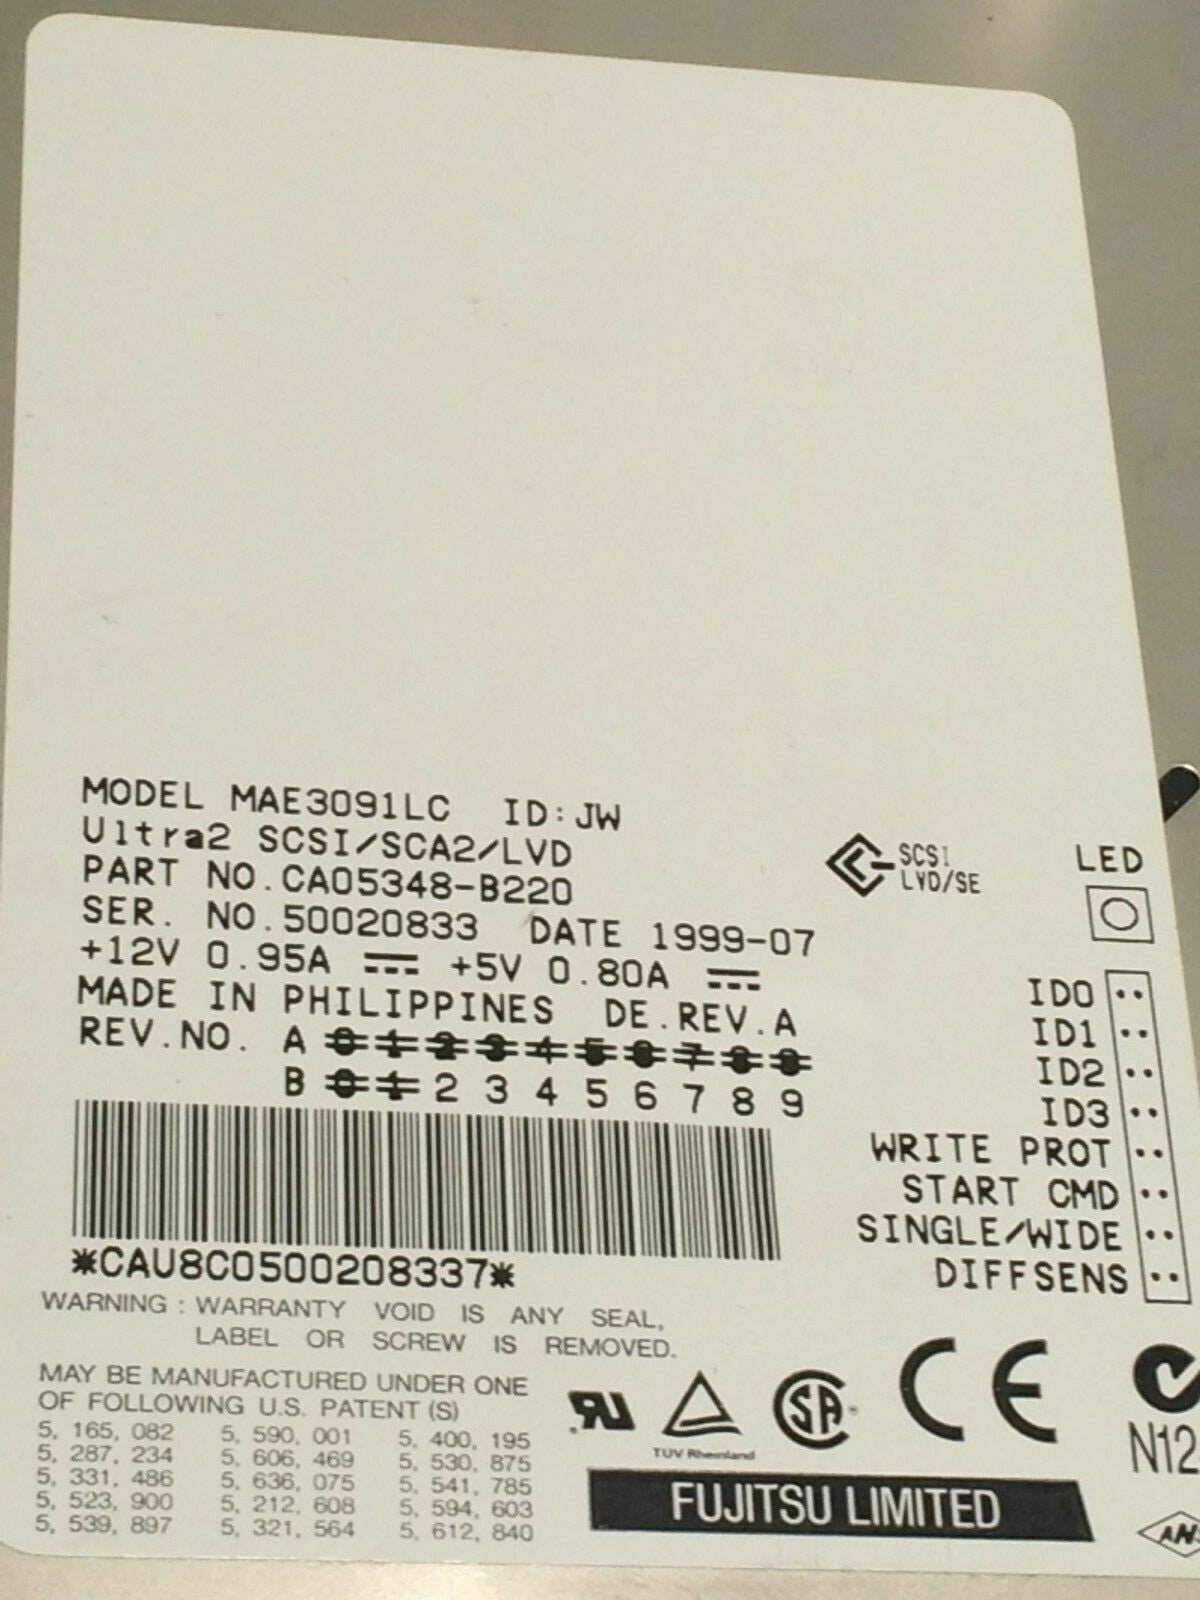 MODEL MAE3091LC ID:JW
Ultra2 SCSI/SCA2/LVD
PART NO.CA05348-B220
SER. NO.50020833 DATE 1999-07
+12V 0.95A +5V 0.80A
MADE IN PHILIPPINES DE.REV.A
REV.NO. A 0 1 2 3 4 5 6 7 8 9
B 0 1 2 3 4 5 6 7 8 9
*CAU8C0500208337*
WARNING : WARRANTY VOID IS ANY SEAL,
LABEL OR SCREW IS REMOVED.
MAY BE MANUFACTURED UNDER ONE
OF FOLLOWING U.S. PATENT (S)
5, 165, 082 5, 590, 001 5, 400, 195
5, 287, 234 5, 606, 469 5, 530, 875
5, 331, 486 5, 636, 075 5, 541, 785
5, 523, 900 5, 212, 608 5, 594, 603
5, 539, 897 5, 321, 564 5, 612, 840
SCSI
LVD/SE
LED
ID0
ID1
ID2
ID3
WRITE PROT
START CMD
SINGLE/WIDE
DIFFSENS
TUV Rheinland
SA
CE
N12
FUJITSU LIMITED